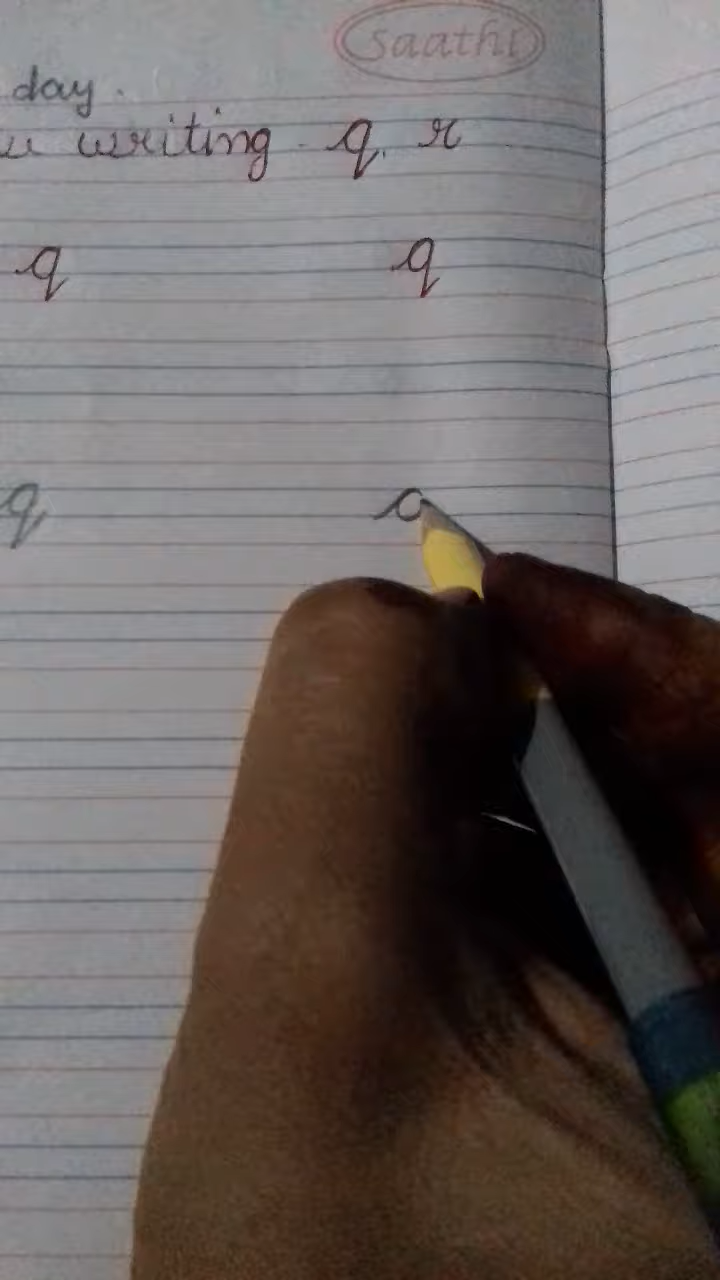 saathi
day.
writing q, r
q q
q